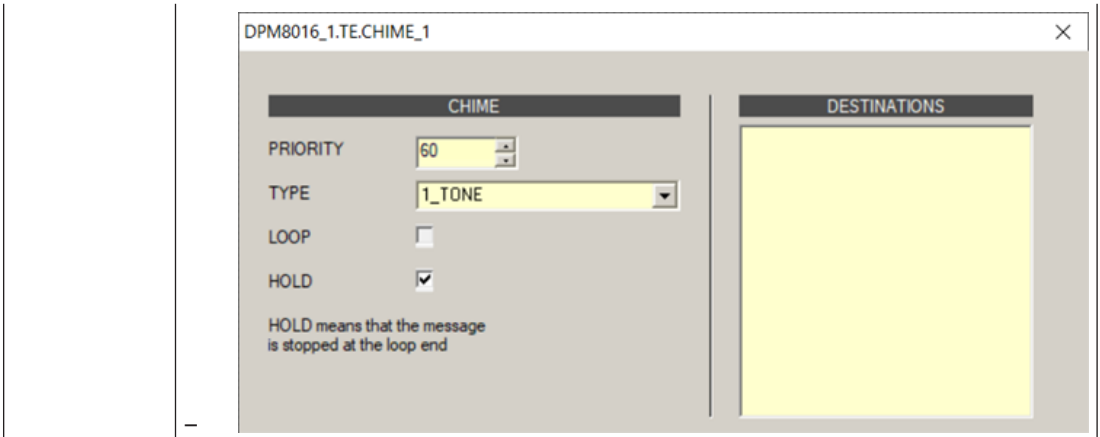 DPM8016_1.TE.CHIME_1
CHIME
PRIORITY 60
TYPE 1_TONE
LOOP
HOLD
HOLD means that the message
is stopped at the loop end
DESTINATIONS
–